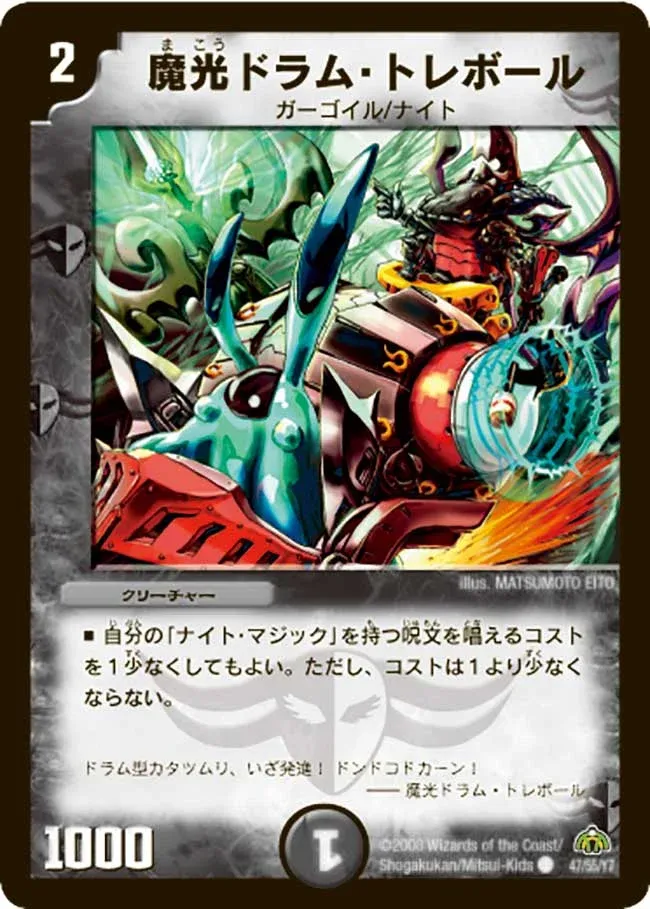 2
まこう
魔光ドラム・トレボール
ガーゴイル/ナイト
illus. MATSUMOTO EITO
クリーチャー
■ 自分の「ナイト・マジック」を持つ呪文を唱えるコスト
を1少なくしてもよい。ただし、コストは1より少なく
ならない。
ドラム型カタツムリ、いざ発進！ ドンドコドカーン！
—— 魔光ドラム・トレボール
1000
1
©2008 Wizards of the Coast/
Shogakukan/Mitsui-Kids
47/55/Y7